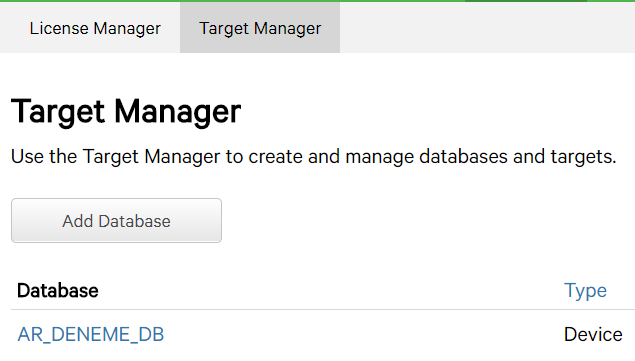 License Manager Target Manager
Target Manager
Use the Target Manager to create and manage databases and targets.
Add Database
Database Type
AR_DENEME_DB Device